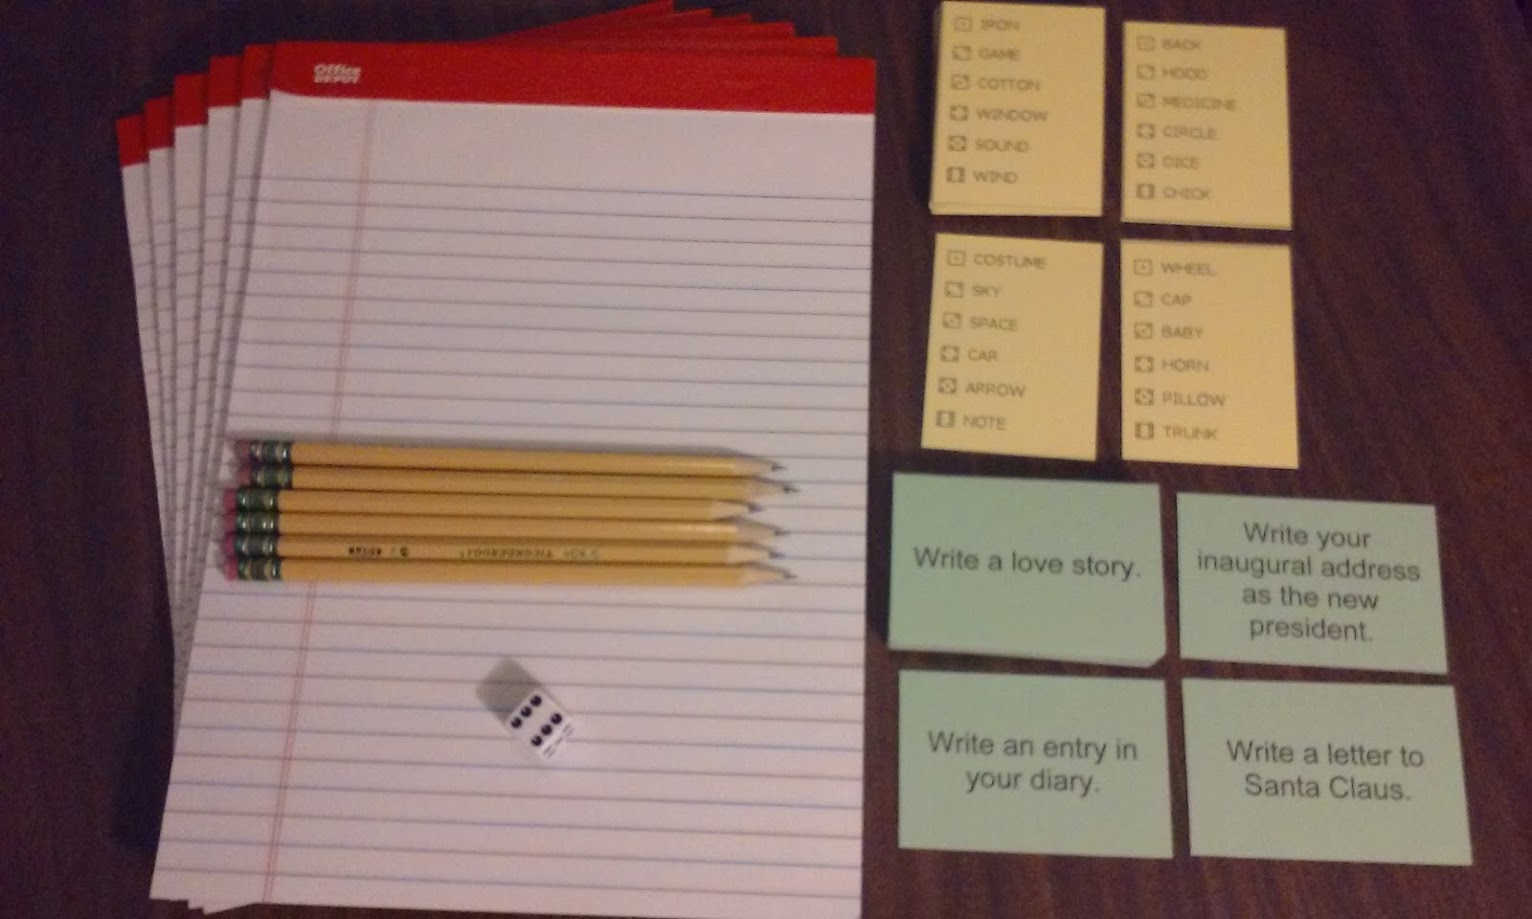 Office
DEPOT
IRON
GAME
COTTON
WINDOW
SOUND
WIND
BACK
HOOD
MEDICINE
CIRCLE
DICE
CHICK
COSTUME
SKY
SPACE
CAR
ARROW
NOTE
WHEEL
CAP
BABY
HORN
PILLOW
TRUNK
TICONDEROGA
Write a love story.
Write your
inaugural address
as the new
president.
Write an entry in
your diary.
Write a letter to
Santa Claus.